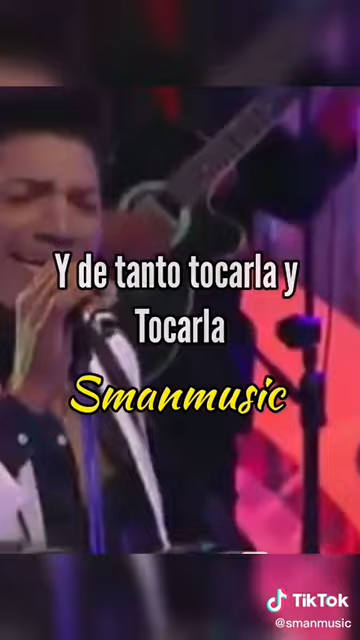 Y de tanto tocarla y
Tocarla
Smanmusic
TikTok
@smanmusic